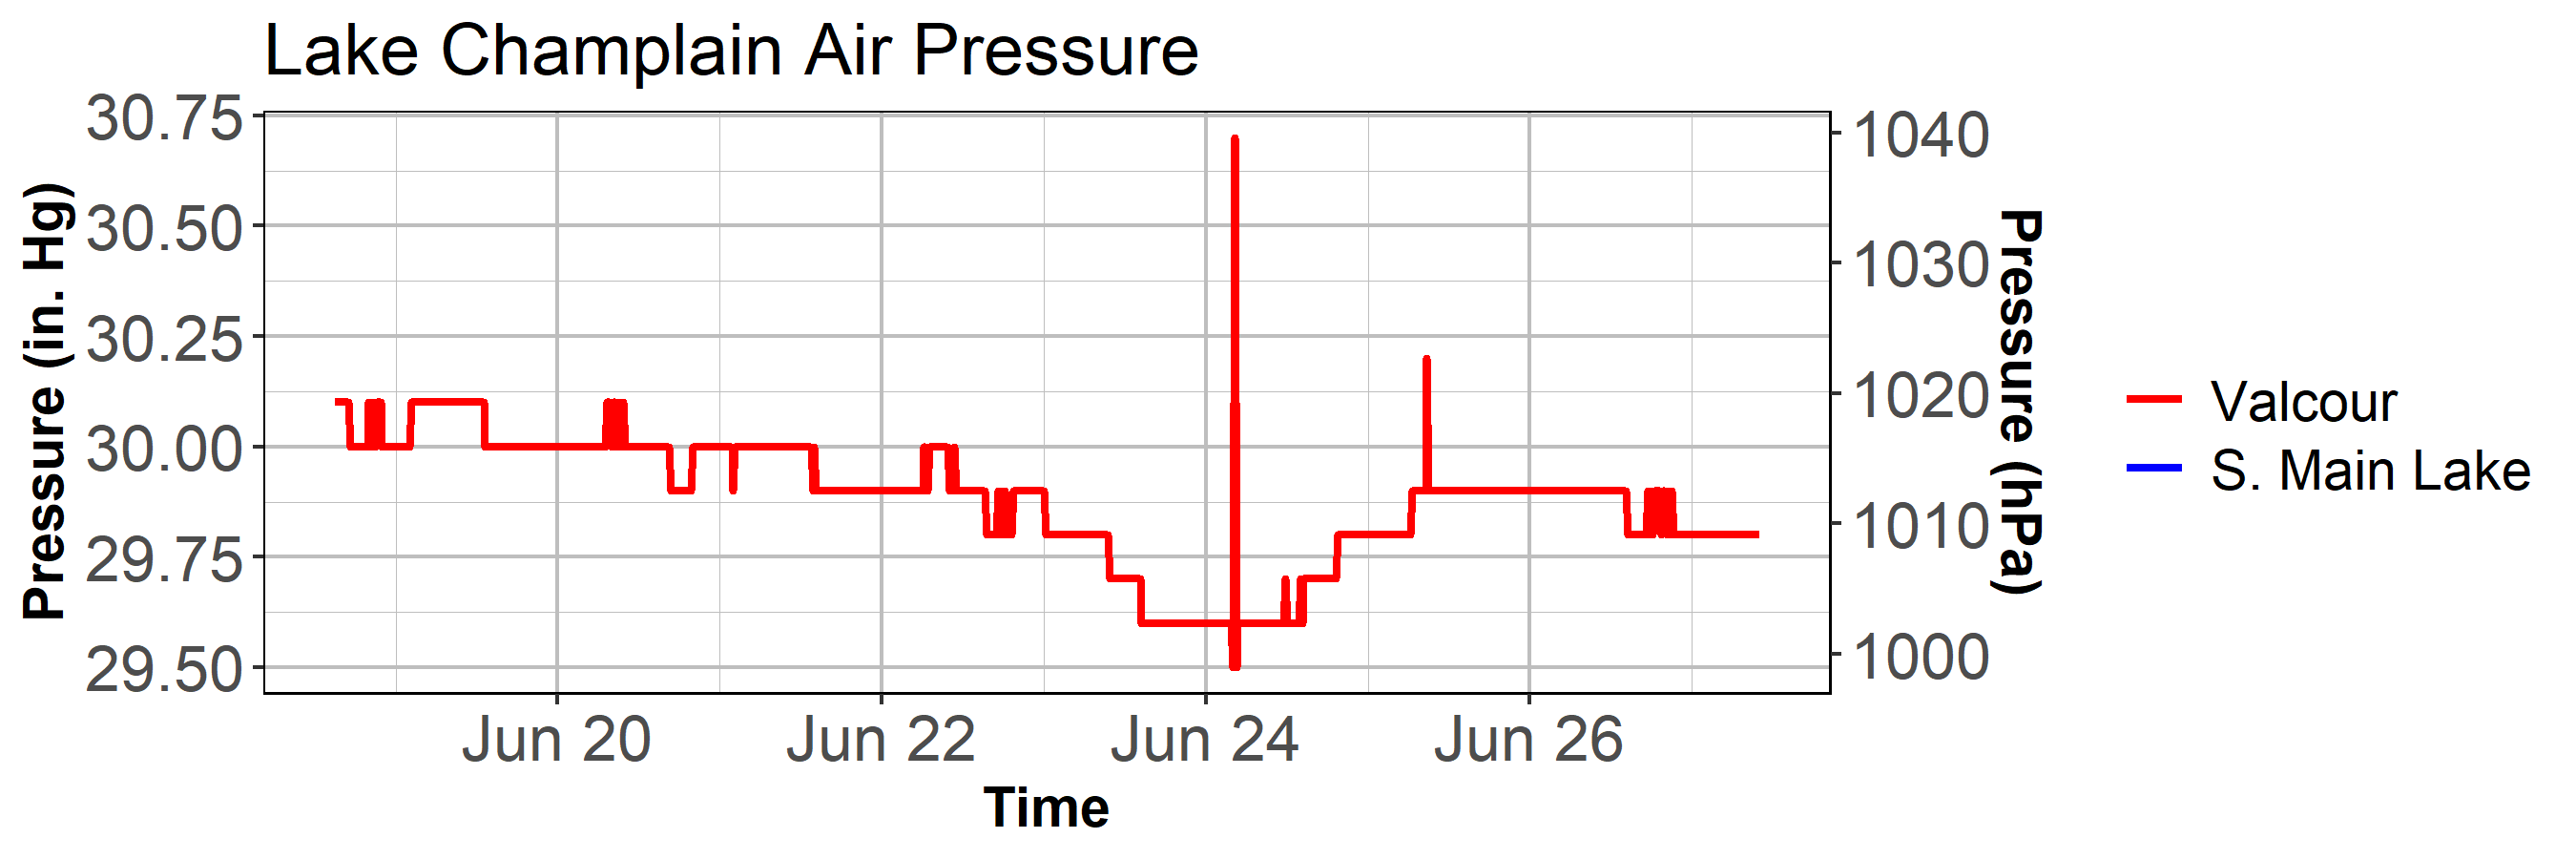 Lake Champlain Air Pressure
Pressure (in. Hg)
30.75
30.50
30.25
30.00
29.75
29.50
1040
1030
1020
1010
1000
Pressure (hPa)
Jun 20
Jun 22
Jun 24
Jun 26
Time
Valcour
S. Main Lake